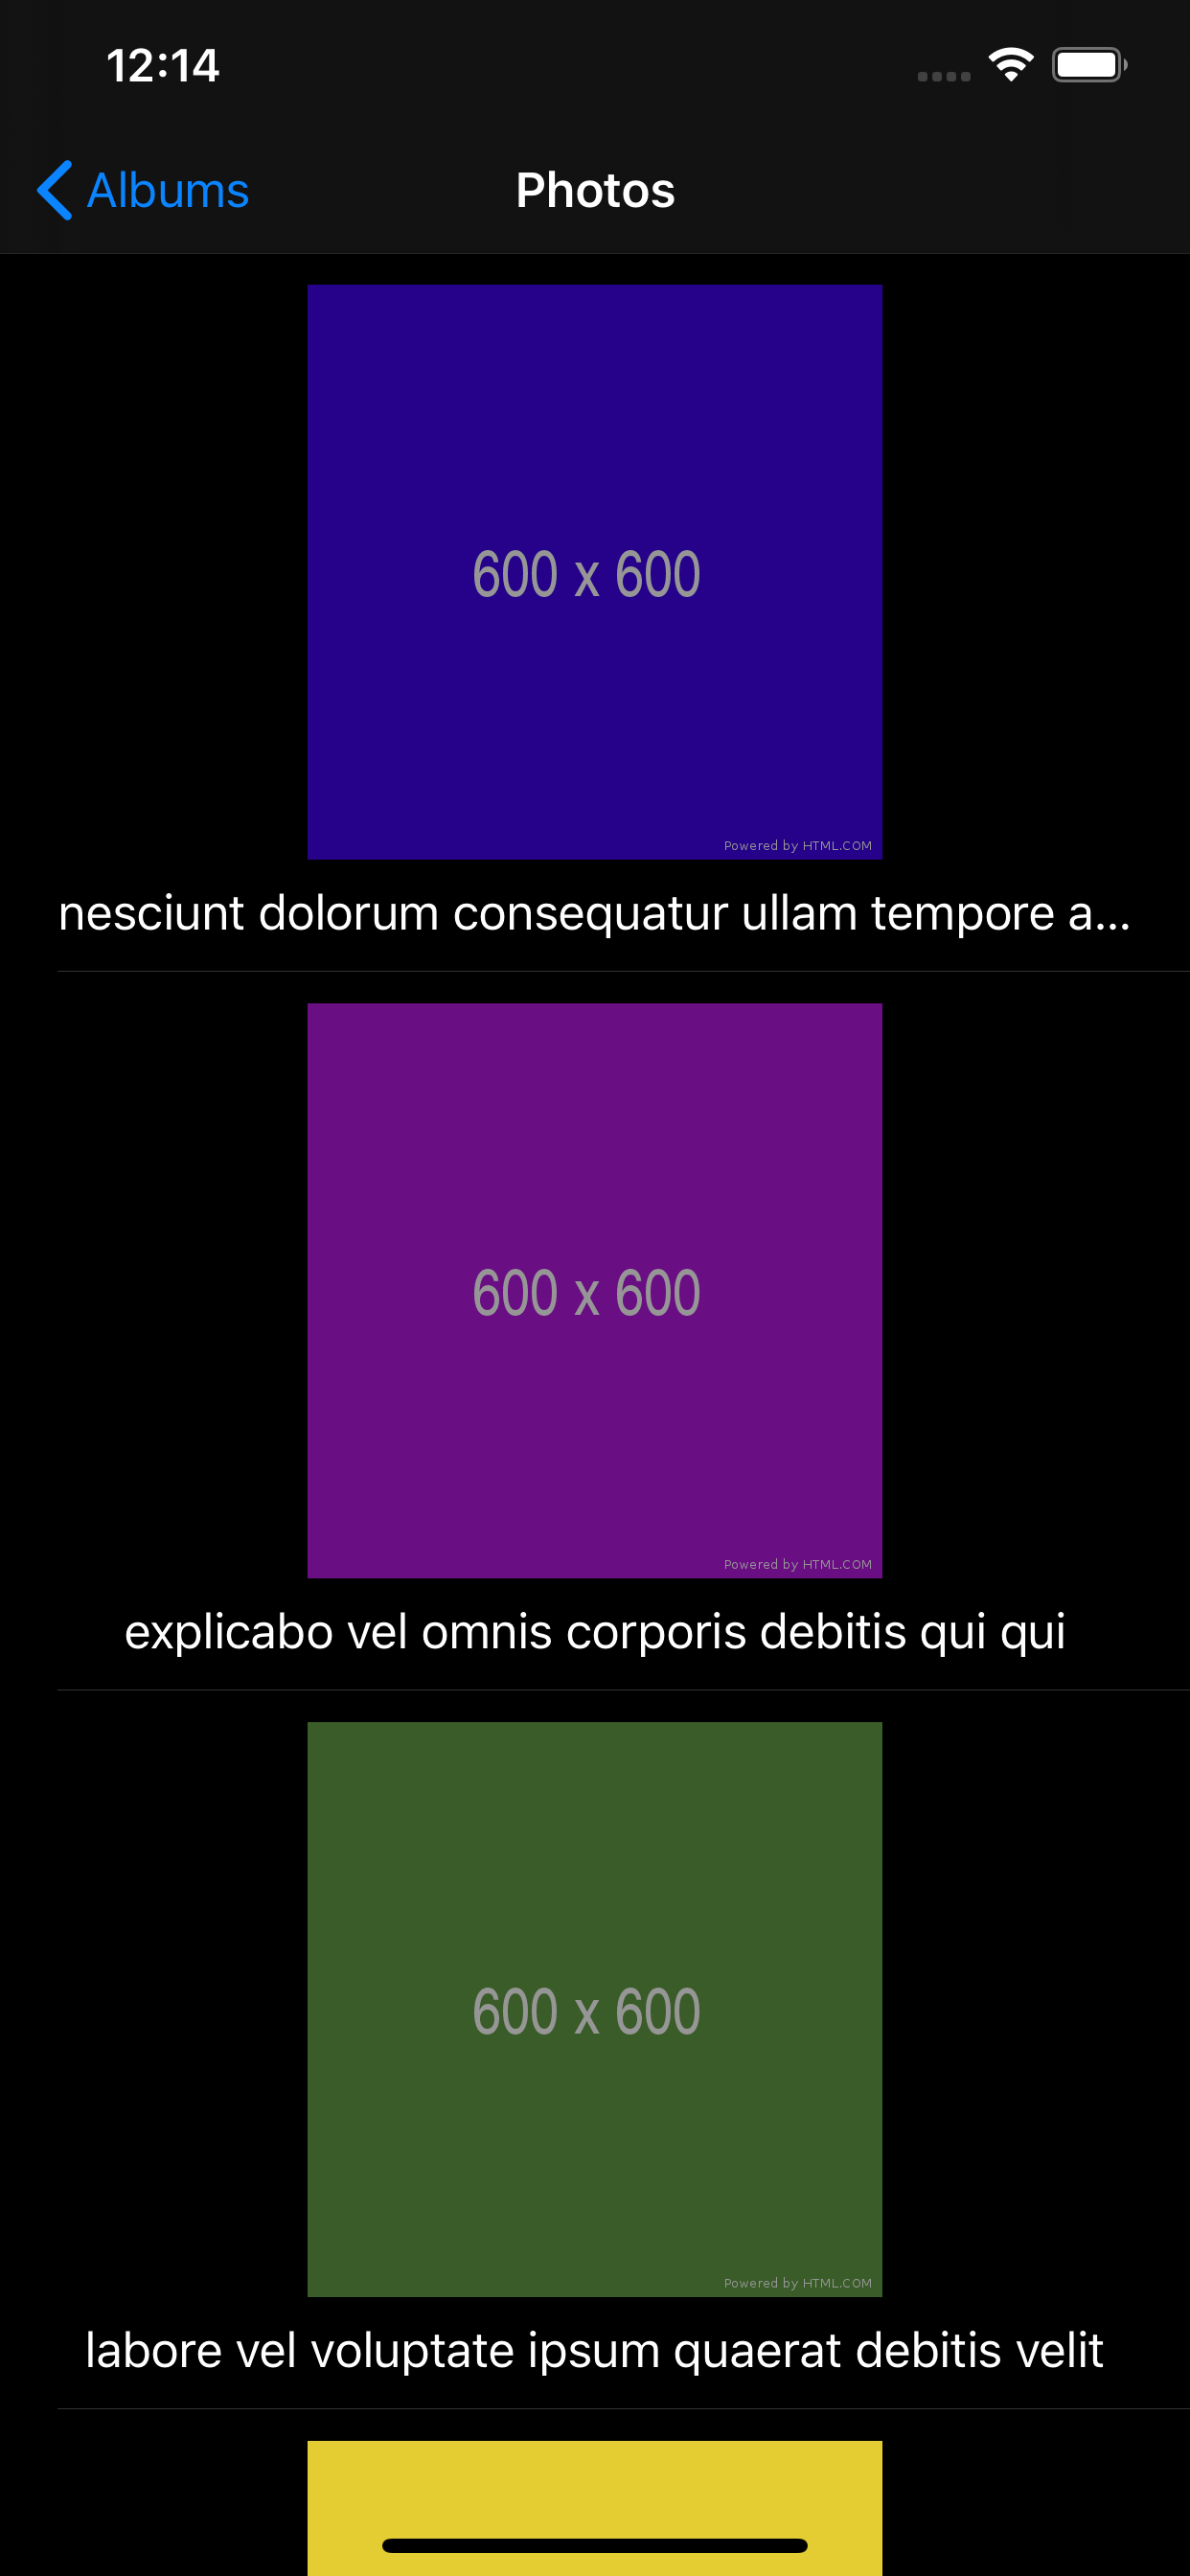 12:14
Albums
Photos
600 x 600
Powered by HTML.COM
nesciunt dolorum consequatur ullam tempore a...
600 x 600
Powered by HTML.COM
explicabo vel omnis corporis debitis qui qui
600 x 600
Powered by HTML.COM
labore vel voluptate ipsum quaerat debitis velit